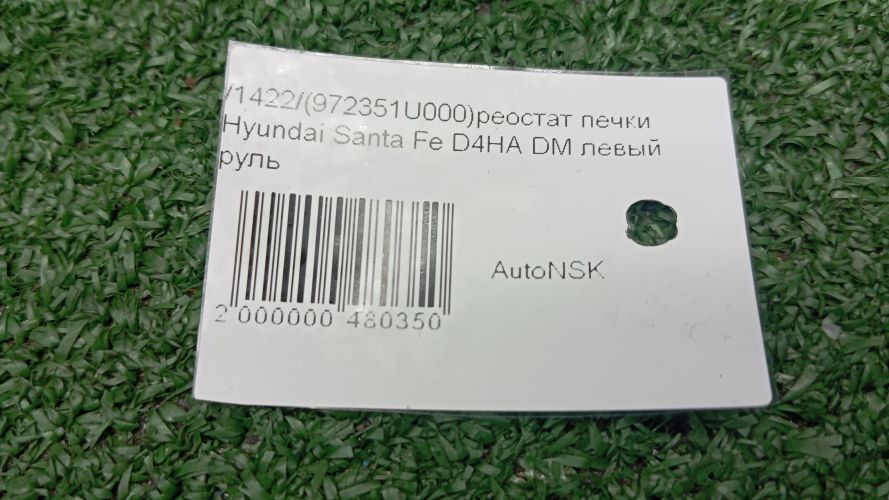 /1422/(972351U000)реостат печки
Hyundai Santa Fe D4HA DM левый
руль
AutoNSK
2 000000 480350